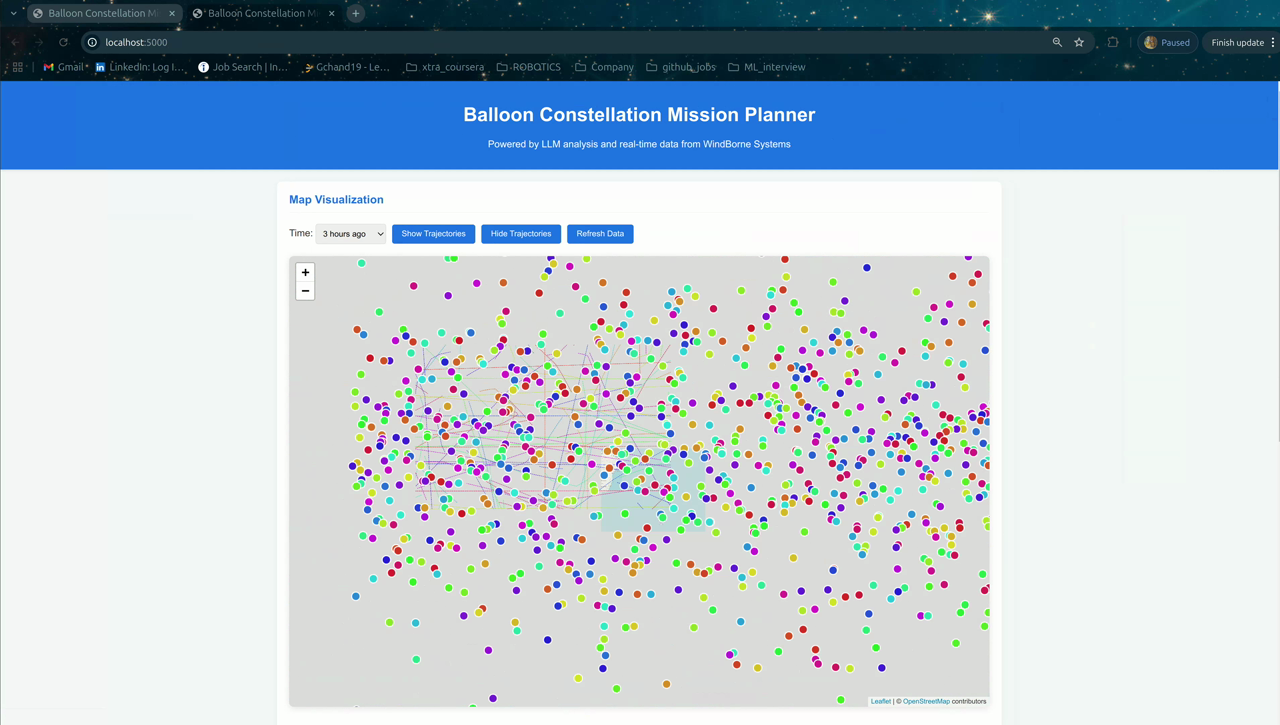 Balloon Constellation Mi
Balloon Constellation M
localhost:5000
Paused
Finish update
Gmail
LinkedIn: Log I...
Job Search | In...
Gchand19 - Le...
xtra_coursera
-ROBOTICS
Company
github_jobs
ML_interview
Balloon Constellation Mission Planner
Powered by LLM analysis and real-time data from WindBorne Systems
Map Visualization
Time: 3 hours ago Show Trajectories Hide Trajectories Refresh Data
+
−
Leaflet | © OpenStreetMap contributors